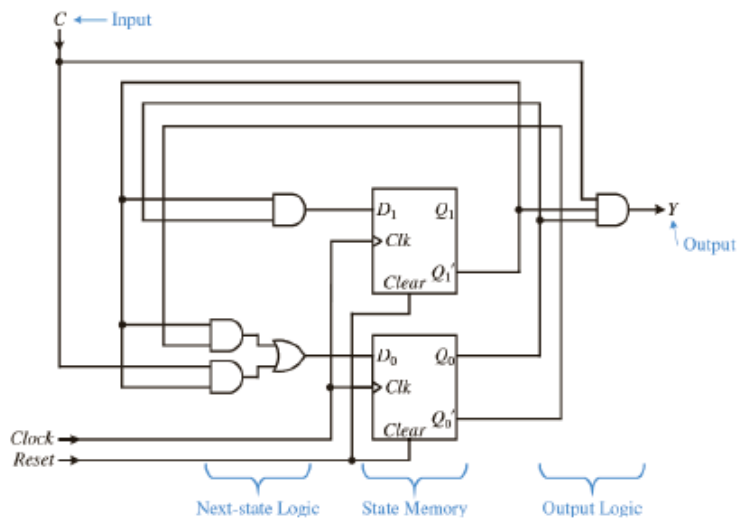 C Input
D₁ Q₁
Y
Clk
Output
Q₁′
Clear
D₀ Q₀
Clk
Q₀′
Clear
Clock
Reset
Next-state Logic State Memory Output Logic